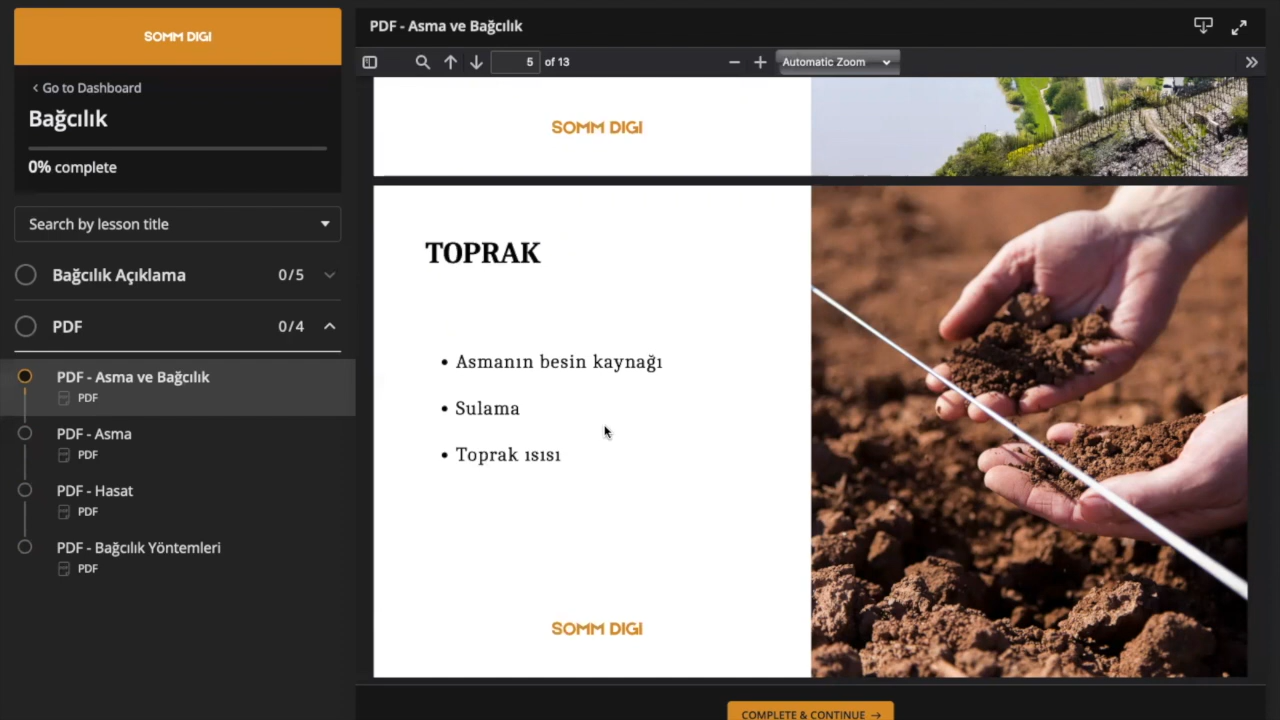 SOMM DIGI
Go to Dashboard
Bağcılık
0% complete
Search by lesson title
Bağcılık Açıklama 0/5
PDF 0/4
PDF - Asma ve Bağcılık
PDF
PDF - Asma
PDF
PDF - Hasat
PDF
PDF - Bağcılık Yöntemleri
PDF
PDF - Asma ve Bağcılık
5 of 13
Automatic Zoom
SOMM DIGI
TOPRAK
• Asmanın besin kaynağı
• Sulama
• Toprak ısısı
SOMM DIGI
COMPLETE & CONTINUE →